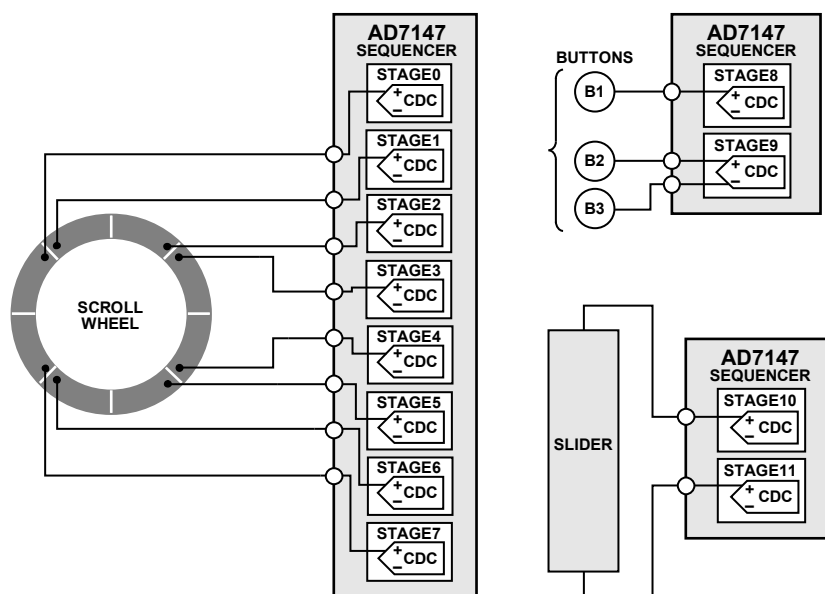 AD7147
SEQUENCER
STAGE0
+
− CDC
STAGE1
+
− CDC
STAGE2
+
− CDC
STAGE3
+
− CDC
STAGE4
+
− CDC
STAGE5
+
− CDC
STAGE6
+
− CDC
STAGE7
+
− CDC
SCROLL
WHEEL
BUTTONS
B1
B2
B3
AD7147
SEQUENCER
STAGE8
+
− CDC
STAGE9
+
− CDC
SLIDER
AD7147
SEQUENCER
STAGE10
+
− CDC
STAGE11
+
− CDC